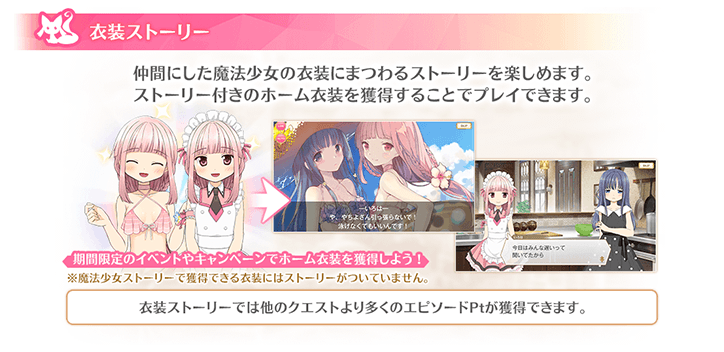 衣装ストーリー
仲間にした魔法少女の衣装にまつわるストーリーを楽しめます。
ストーリー付きのホーム衣装を獲得することでプレイできます。
―いろは―
や、やちよさん引っ張らないで！
泳げなくてもいいんです！
今日はみんな遅いって
聞いてたから
期間限定のイベントやキャンペーンでホーム衣装を獲得しよう！
※魔法少女ストーリーで獲得できる衣装にはストーリーがついていません。
衣装ストーリーでは他のクエストより多くのエピソードPtが獲得できます。